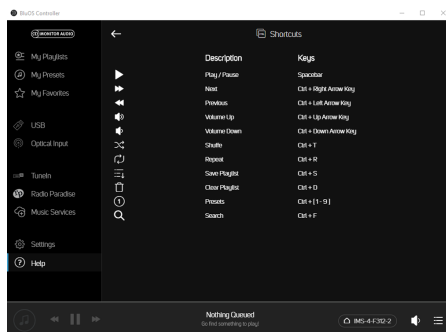 BluOS Controller
MONITOR AUDIO
Shortcuts
My Playlists
My Presets
My Favorites
USB
Optical Input
TuneIn
Radio Paradise
Music Services
Settings
Help
Description Keys
Play / Pause Spacebar
Next Ctrl + Right Arrow Key
Previous Ctrl + Left Arrow Key
Volume Up Ctrl + Up Arrow Key
Volume Down Ctrl + Down Arrow Key
Shuffle Ctrl + T
Repeat Ctrl + R
Save Playlist Ctrl + S
Clear Playlist Ctrl + D
1 Presets Ctrl + [1 - 9]
Search Ctrl + F
Nothing Queued
Go find something to play!
IMS-4-F312-2